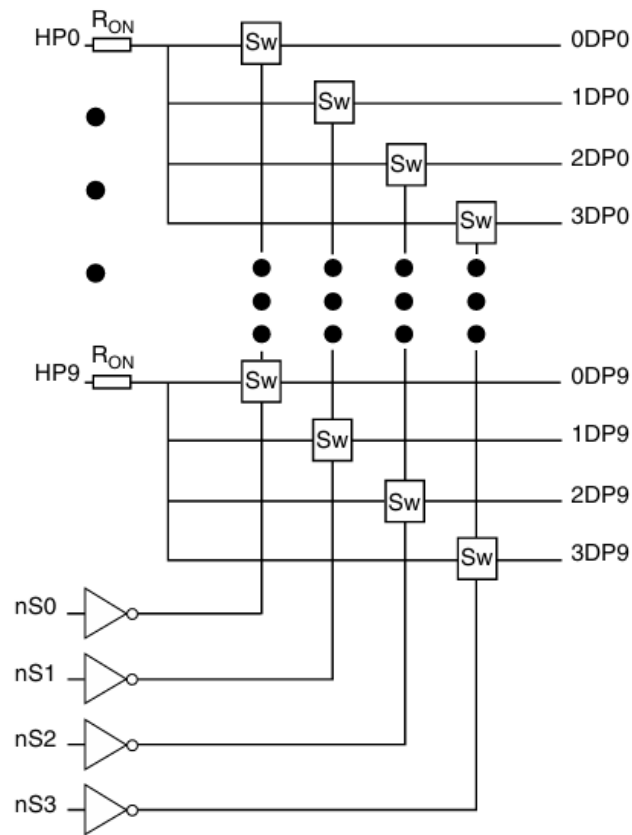 HP0 RON Sw 0DP0
Sw 1DP0
Sw 2DP0
Sw 3DP0
HP9 RON Sw 0DP9
Sw 1DP9
Sw 2DP9
Sw 3DP9
nS0
nS1
nS2
nS3